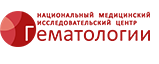 НАЦИОНАЛЬНЫЙ МЕДИЦИНСКИЙ
ИССЛЕДОВАТЕЛЬСКИЙ ЦЕНТР
Гематологии